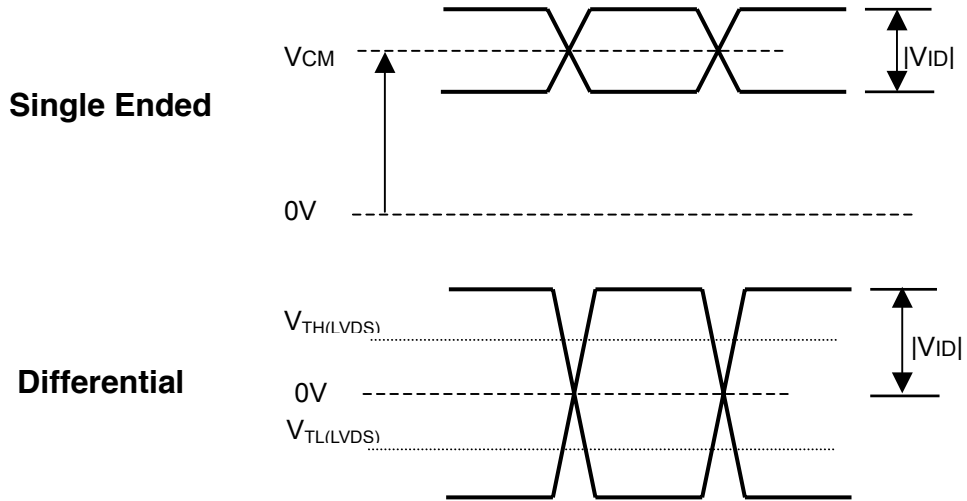 VCM
|VID|
Single Ended
0V
VTH(LVDS)
|VID|
Differential
0V
VTL(LVDS)